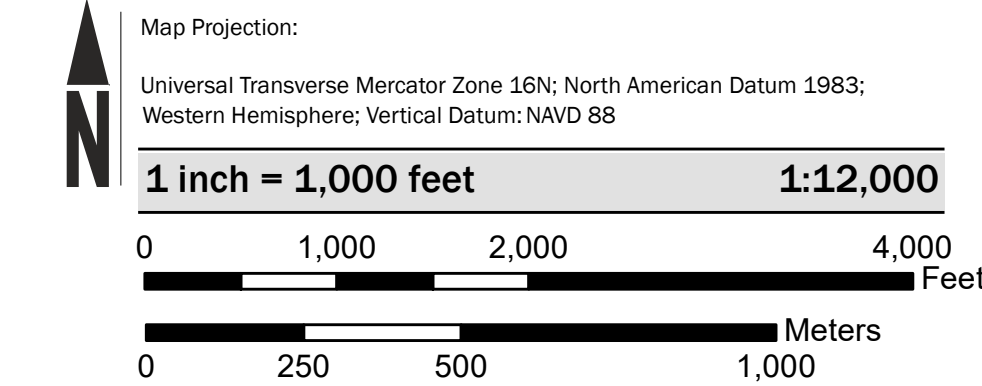 N
Map Projection:
Universal Transverse Mercator Zone 16N; North American Datum 1983;
Western Hemisphere; Vertical Datum: NAVD 88
1 inch = 1,000 feet 1:12,000
0 1,000 2,000 4,000
Feet
Meters
0 250 500 1,000